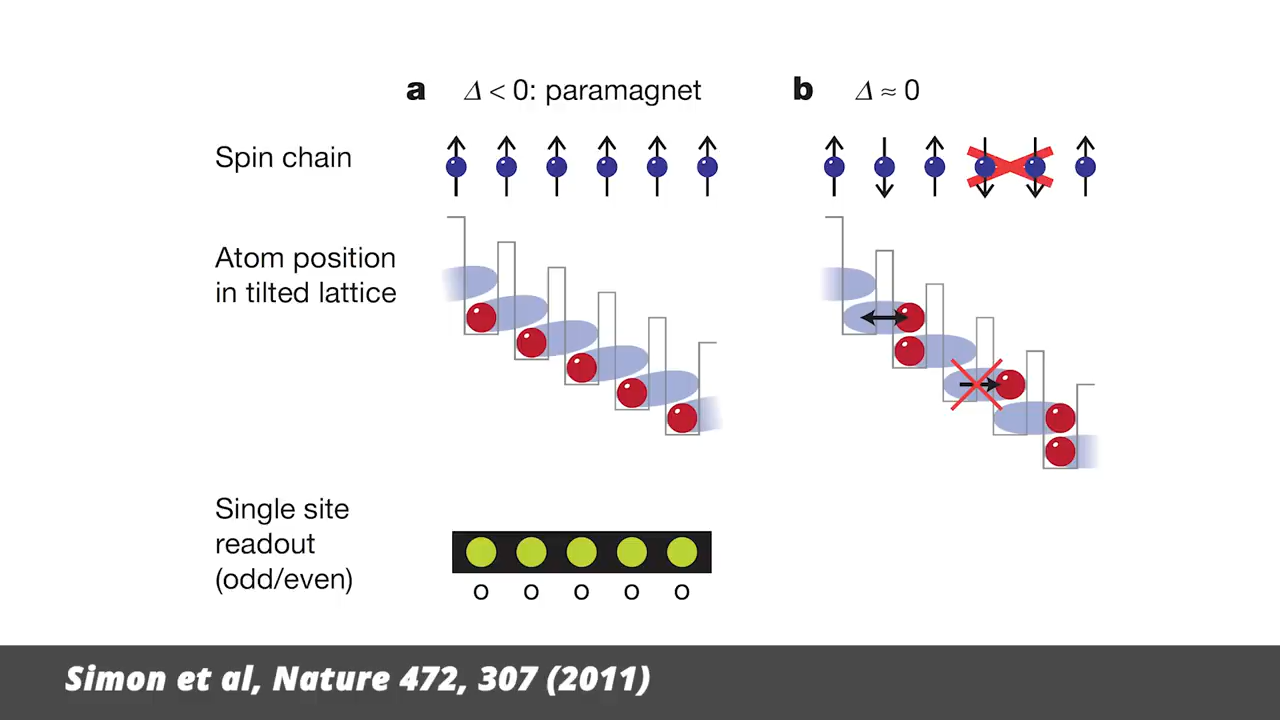 a Δ < 0: paramagnet
b Δ ≈ 0
Spin chain
Atom position
in tilted lattice
Single site
readout
(odd/even)
o o o o o
Simon et al, Nature 472, 307 (2011)